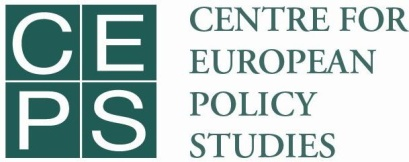 CE
PS
CENTRE FOR
EUROPEAN
POLICY
STUDIES